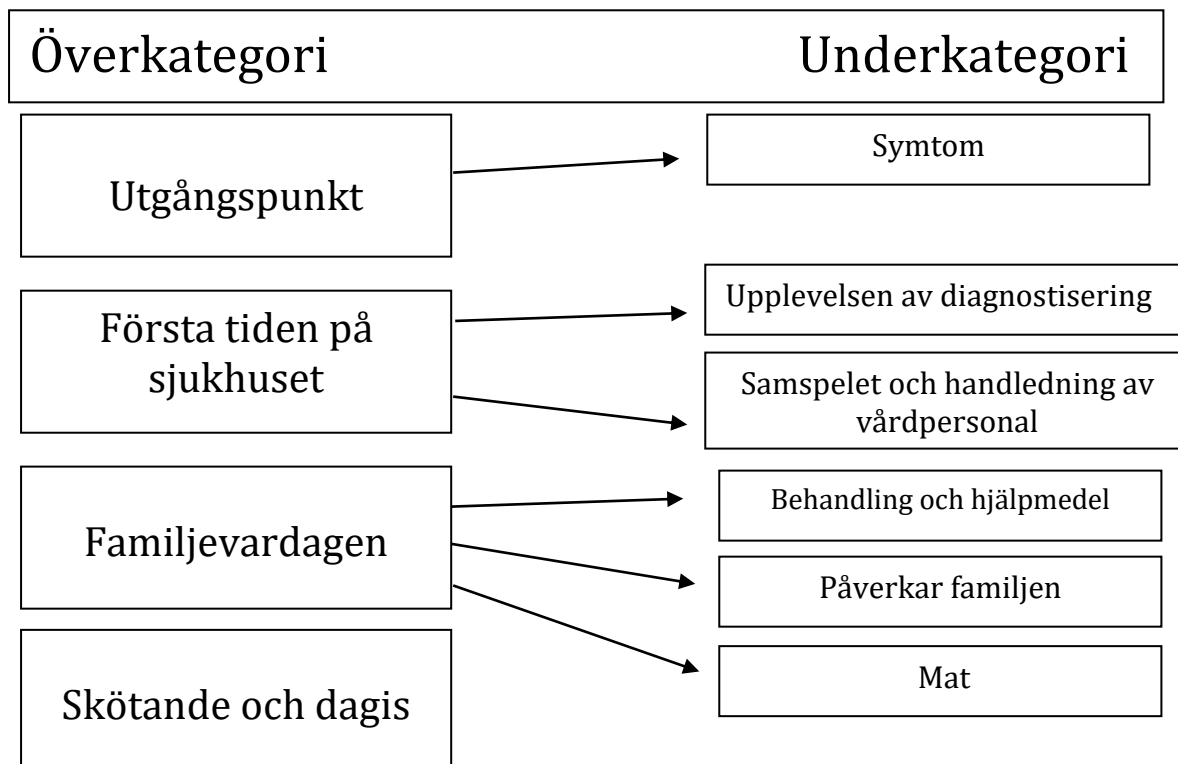 Överkategori Underkategori
Utgångspunkt
Symtom
Första tiden på
sjukhuset
Upplevelsen av diagnostisering
Samspelet och handledning av
vårdpersonal
Familjevardagen
Behandling och hjälpmedel
Påverkar familjen
Mat
Skötande och dagis